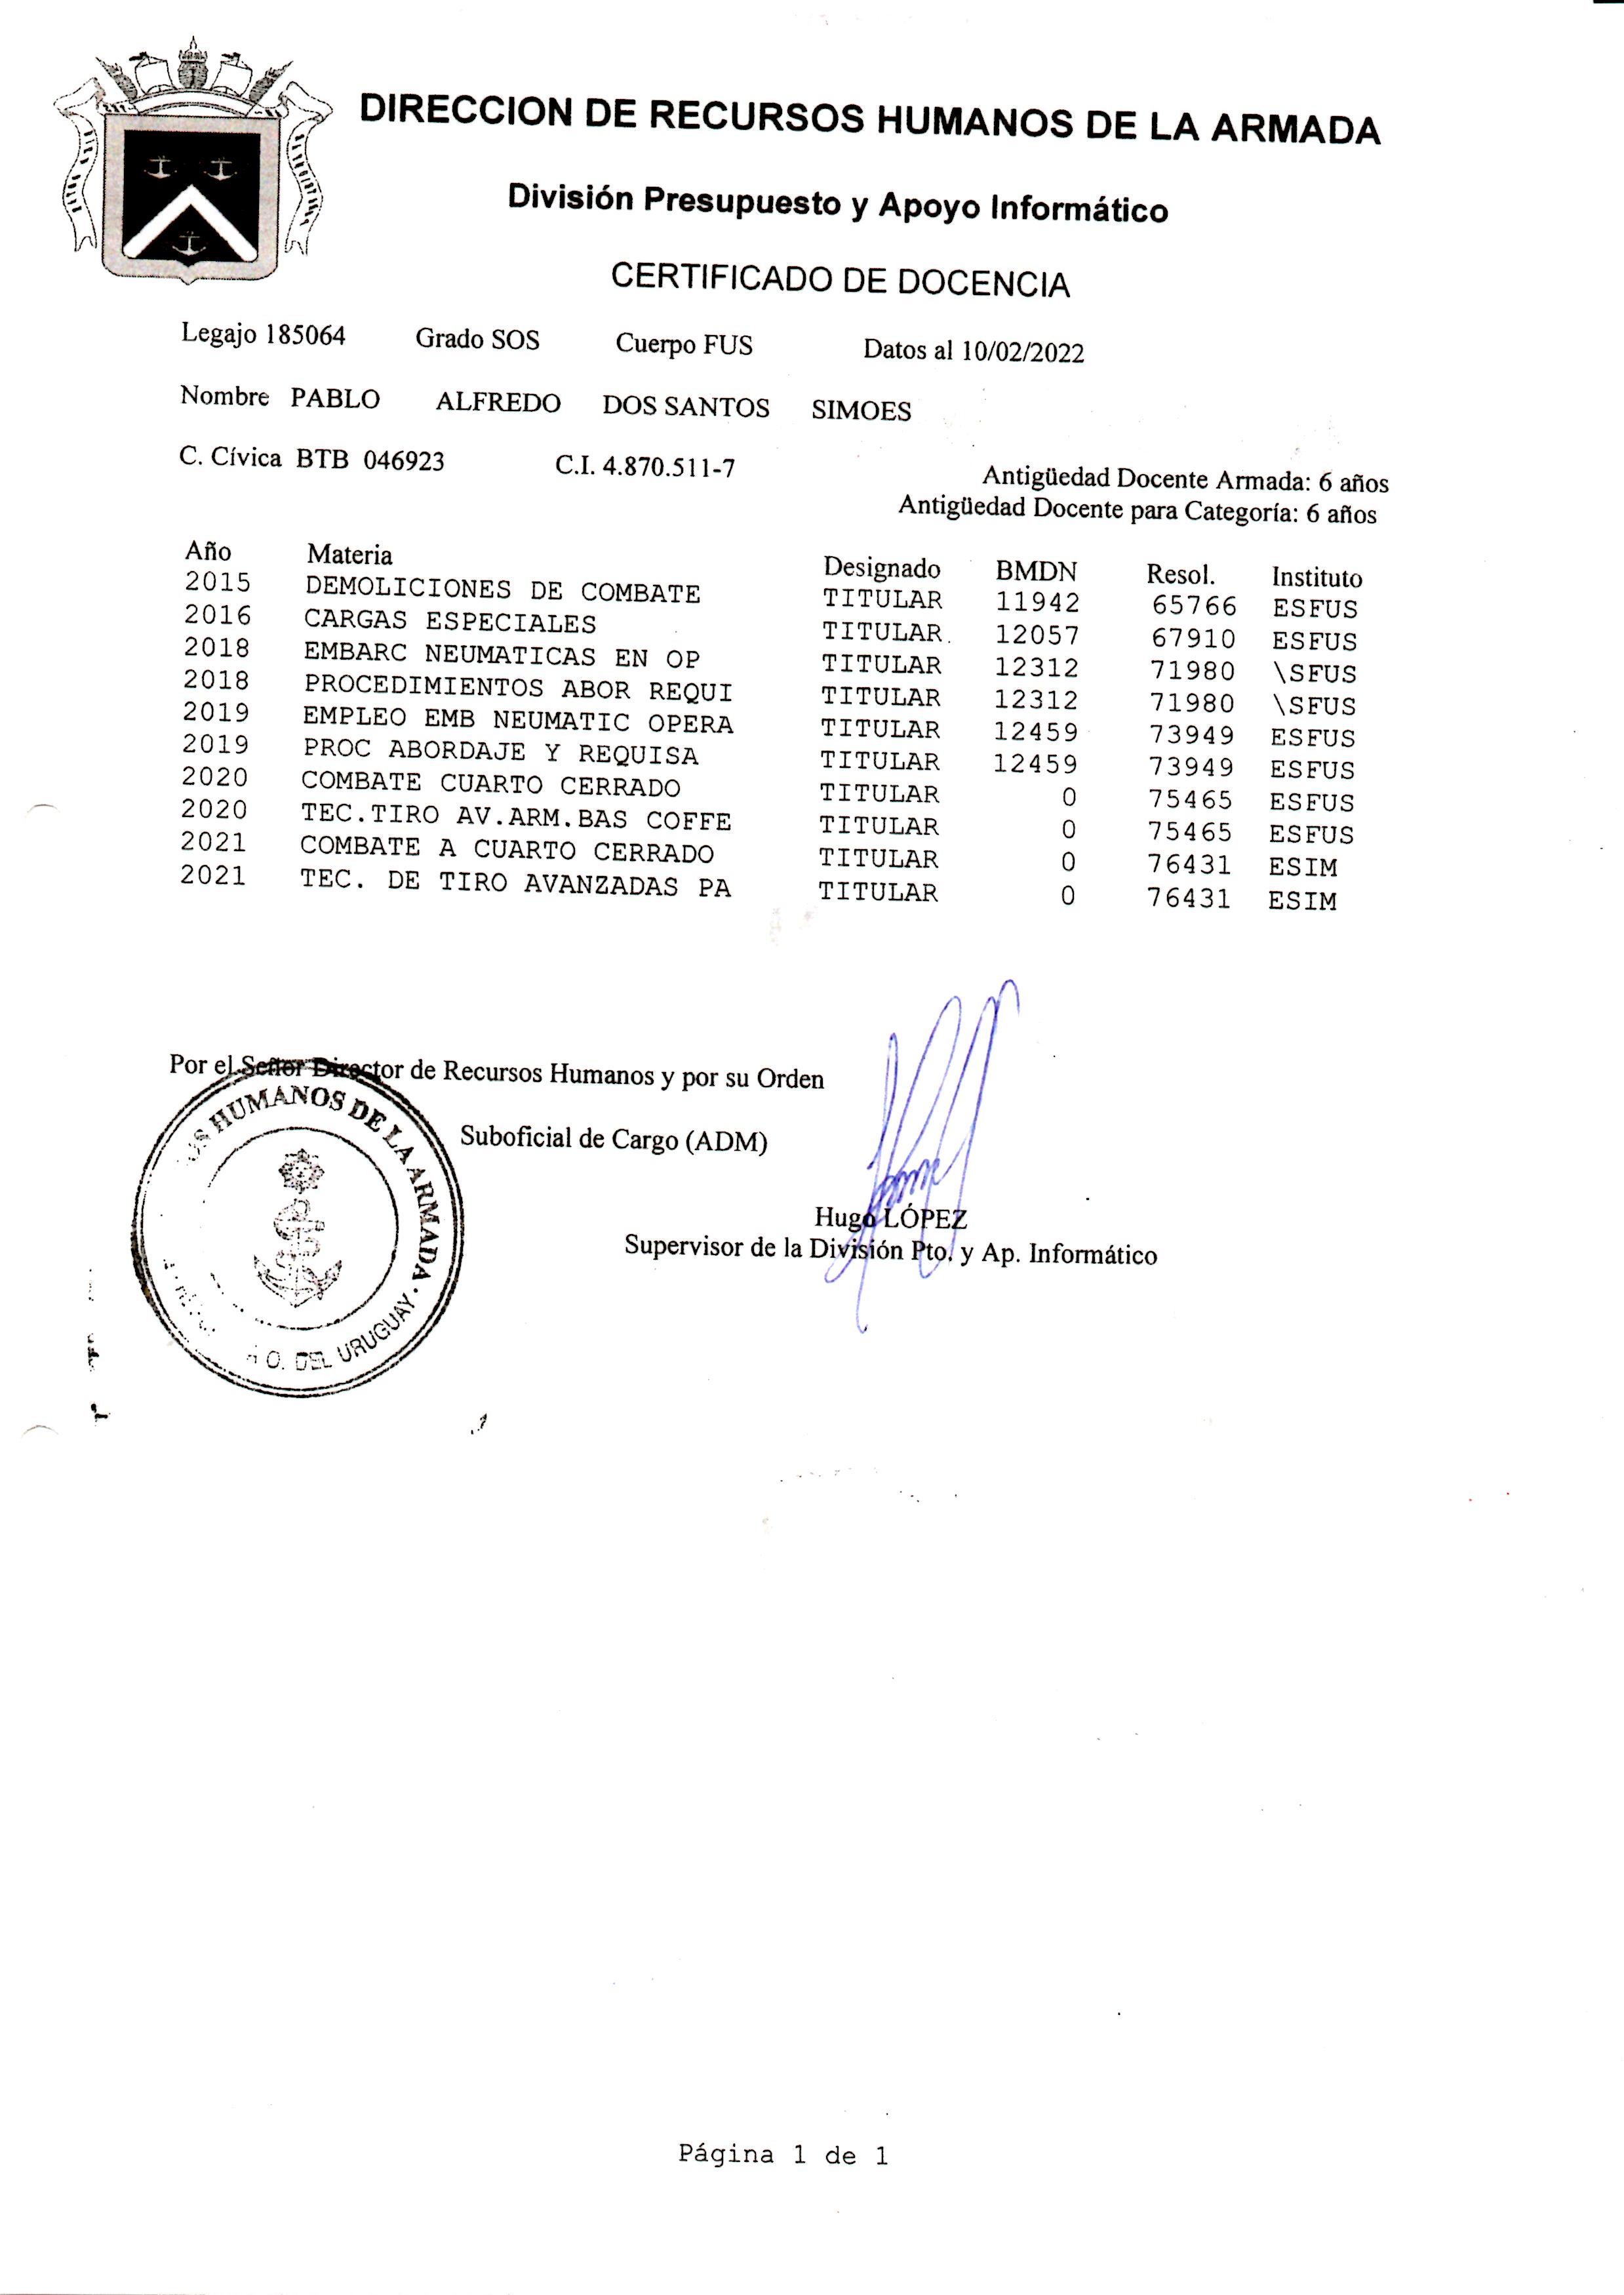 DIRECCION DE RECURSOS HUMANOS DE LA ARMADA
División Presupuesto y Apoyo Informático
CERTIFICADO DE DOCENCIA
Legajo 185064 Grado SOS Cuerpo FUS Datos al 10/02/2022
Nombre PABLO ALFREDO DOS SANTOS SIMOES
C. Cívica BTB 046923 C.I. 4.870.511-7
Antigüedad Docente Armada: 6 años
Antigüedad Docente para Categoría: 6 años
Año Materia Designado BMDN Resol. Instituto
2015 DEMOLICIONES DE COMBATE TITULAR 11942 65766 ESFUS
2016 CARGAS ESPECIALES TITULAR 12057 67910 ESFUS
2018 EMBARC NEUMATICAS EN OP TITULAR 12312 71980 \SFUS
2018 PROCEDIMIENTOS ABOR REQUI TITULAR 12312 71980 \SFUS
2019 EMPLEO EMB NEUMATIC OPERA TITULAR 12459 73949 ESFUS
2019 PROC ABORDAJE Y REQUISA TITULAR 12459 73949 ESFUS
2020 COMBATE CUARTO CERRADO TITULAR 0 75465 ESFUS
2020 TEC.TIRO AV.ARM.BAS COFFE TITULAR 0 75465 ESFUS
2021 COMBATE A CUARTO CERRADO TITULAR 0 76431 ESIM
2021 TEC. DE TIRO AVANZADAS PA TITULAR 0 76431 ESIM
Por el Señor Director de Recursos Humanos y por su Orden
Suboficial de Cargo (ADM)
Hugo LÓPEZ
Supervisor de la División Pto. y Ap. Informático
OS HUMANOS DE LA ARMADA
O. DEL URUGUAY
Página 1 de 1